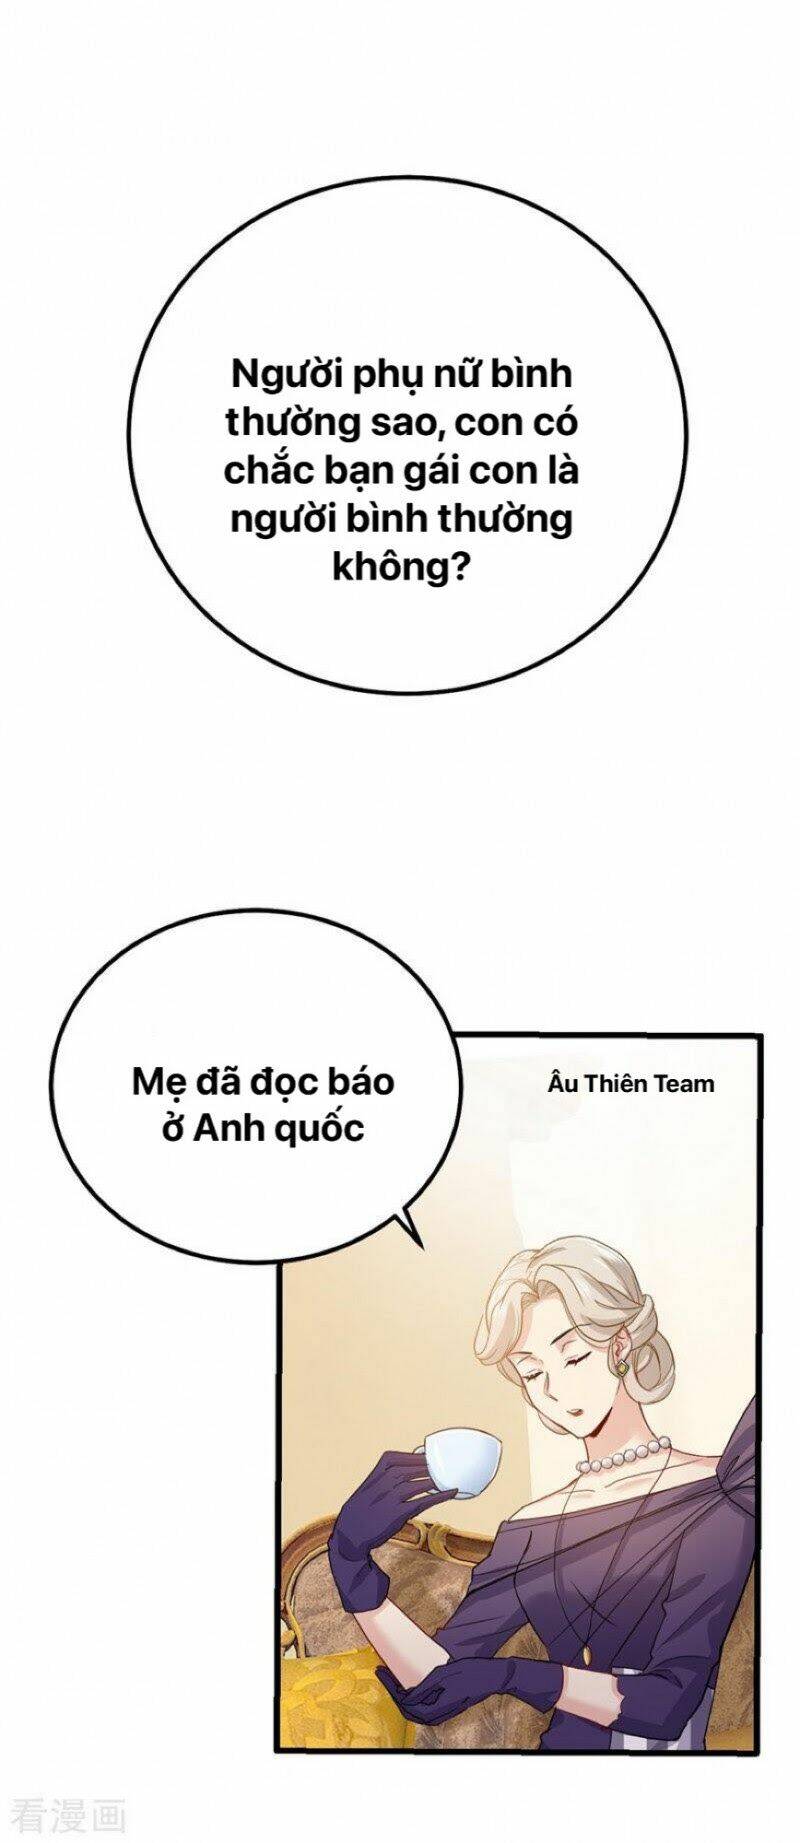 Người phụ nữ bình
thường sao, con có
chắc bạn gái con là
người bình thường
không?
Mẹ đã đọc báo
ở Anh quốc
Âu Thiên Team
看漫画